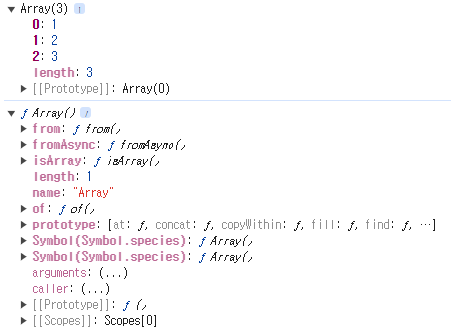 ▼ Array(3) i
0: 1
1: 2
2: 3
length: 3
▶ [[Prototype]]: Array(0)
▼ ƒ Array() i
▶ from: ƒ from(,
▶ fromAsync: ƒ fromAsync(,
▶ isArray: ƒ isArray(,
length: 1
name: "Array"
▶ of: ƒ of(,
▶ prototype: [at: ƒ, concat: ƒ, copyWithin: ƒ, fill: ƒ, find: ƒ, …]
▶ Symbol(Symbol.species): ƒ Array(,
▶ Symbol(Symbol.species): ƒ Array(,
arguments: (...)
caller: (...)
▶ [[Prototype]]: ƒ (,
▶ [[Scopes]]: Scopes[0]